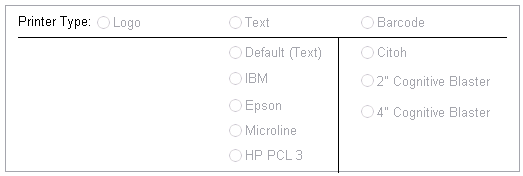 Printer Type: Logo Text Barcode
Default (Text) Citoh
IBM 2" Cognitive Blaster
Epson 4" Cognitive Blaster
Microline
HP PCL 3